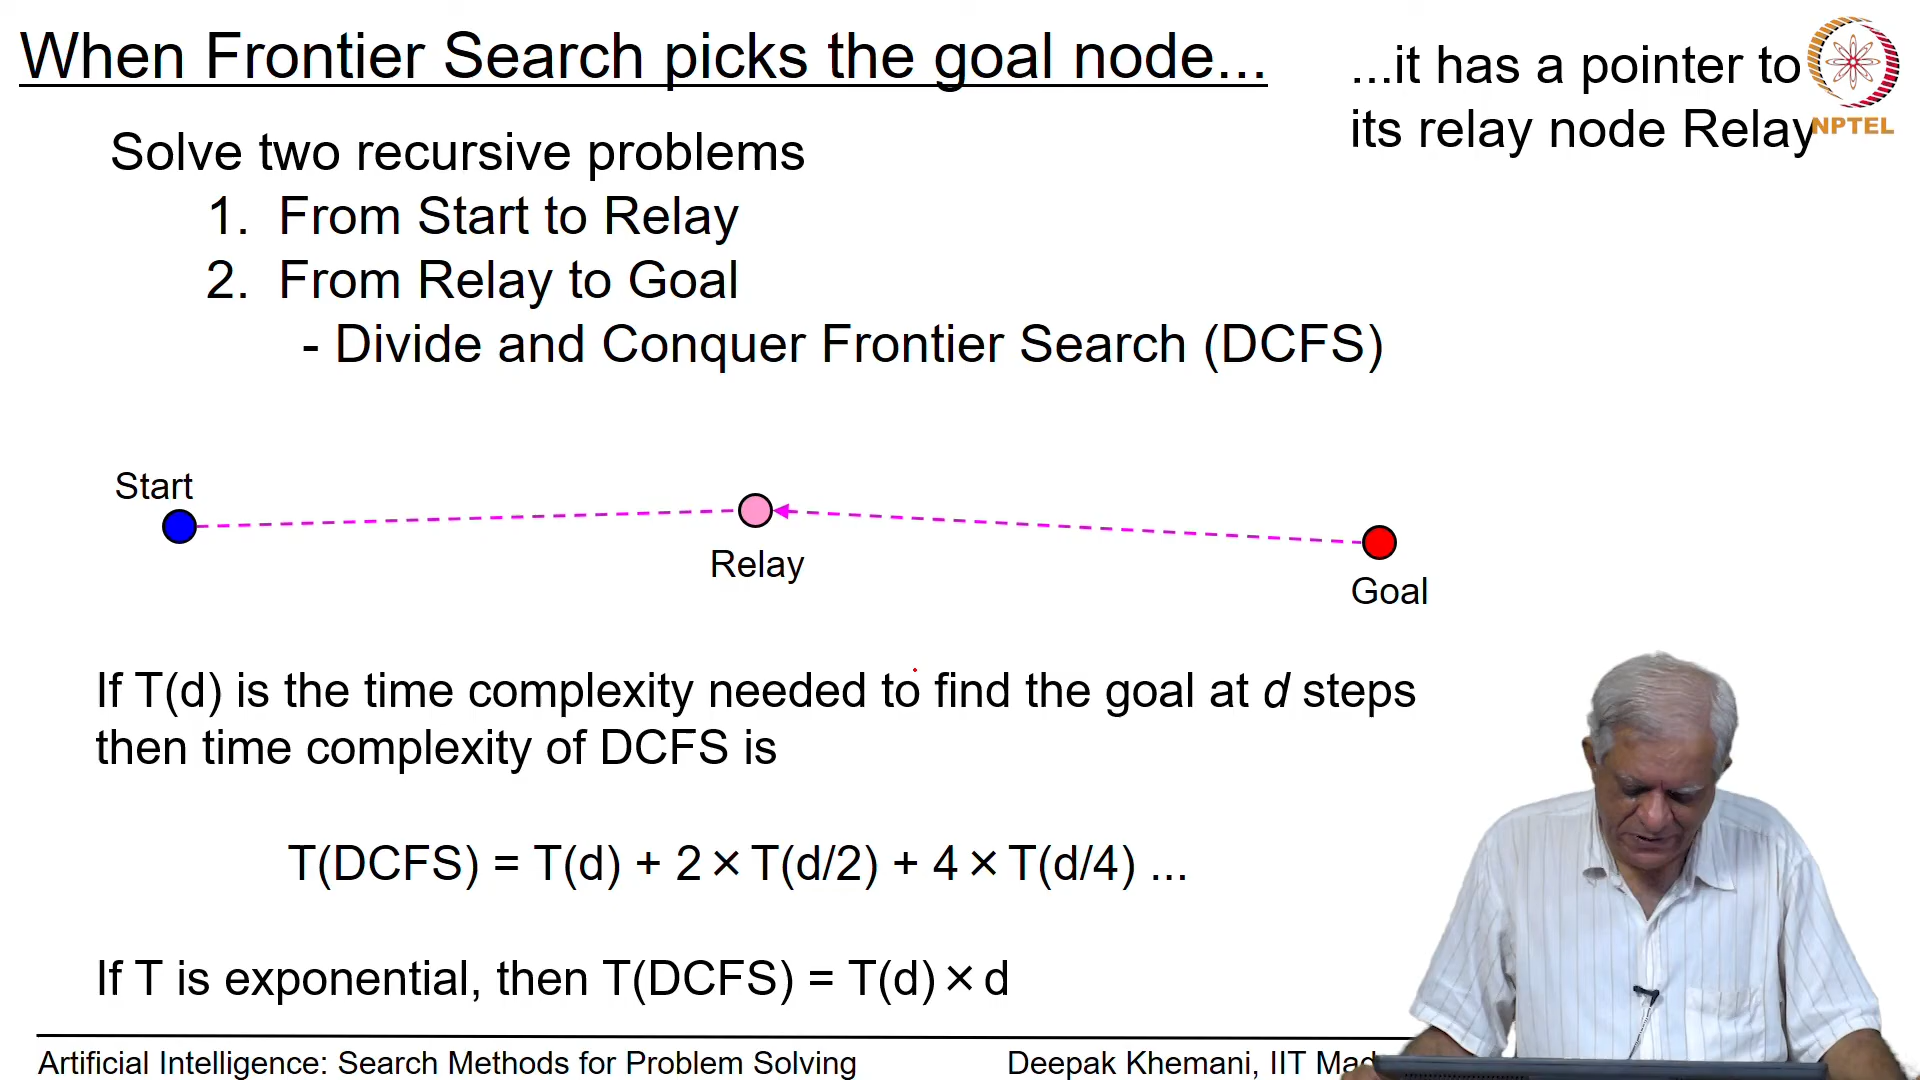 When Frontier Search picks the goal node...
...it has a pointer to
its relay node Relay
NPTEL
Solve two recursive problems
1. From Start to Relay
2. From Relay to Goal
- Divide and Conquer Frontier Search (DCFS)
Start
Relay
Goal
If T(d) is the time complexity needed to find the goal at d steps
then time complexity of DCFS is
T(DCFS) = T(d) + 2 × T(d/2) + 4 × T(d/4) ...
If T is exponential, then T(DCFS) = T(d) × d
Artificial Intelligence: Search Methods for Problem Solving
Deepak Khemani, IIT Mad